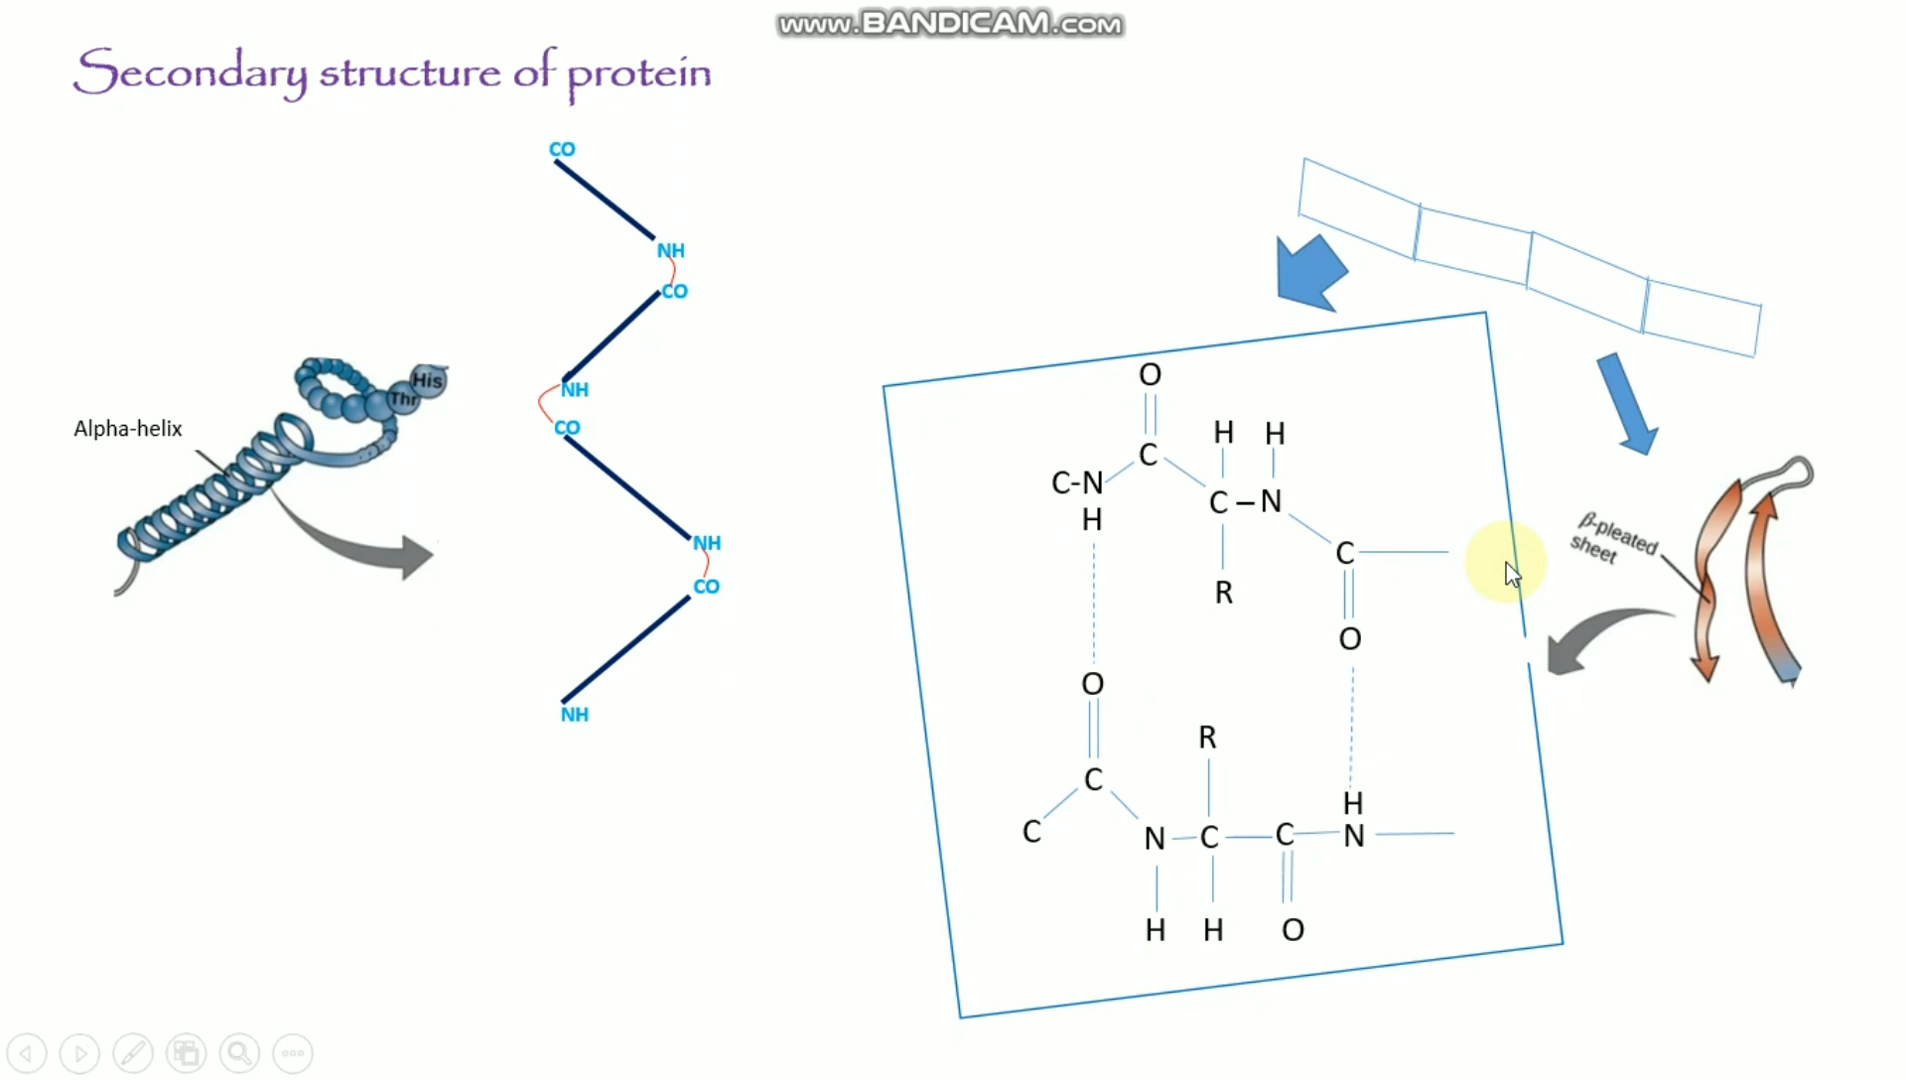 www.BANDICAM.com
Secondary structure of protein
CO
NH
CO
NH
CO
NH
CO
NH
Alpha-helix
His
Thr
O
H H
C
C-N
H
C–N
C
R
O
O
R
C
H
C
N C C N
H H O
β-pleated
sheet